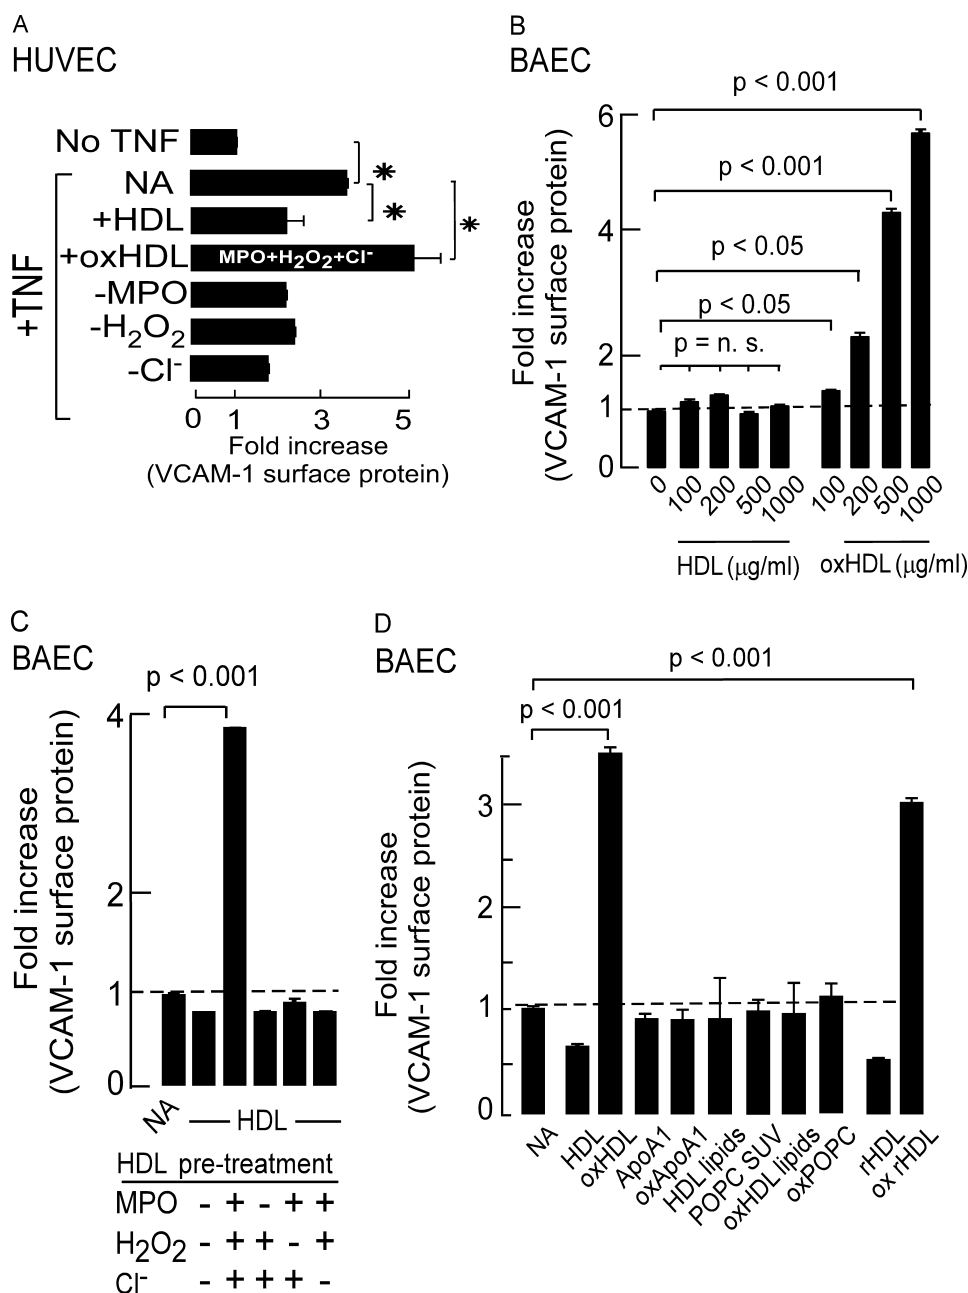 A
HUVEC
No TNF
NA
+HDL
+oxHDL
MPO+H₂O₂+Cl⁻
-MPO
-H₂O₂
-Cl⁻
+TNF
*
*
*
0 1 3 5
Fold increase
(VCAM-1 surface protein)
B
BAEC
p < 0.001
p < 0.001
p < 0.05
p < 0.05
p = n. s.
Fold increase
(VCAM-1 surface protein)
6
4
2
1
0
0 100 200 500 1000 100 200 500 1000
HDL (μg/ml) oxHDL (μg/ml)
C
BAEC
p < 0.001
Fold increase
(VCAM-1 surface protein)
4
2
1
0
NA HDL
HDL pre-treatment
MPO - + - + +
H₂O₂ - + + - +
Cl⁻ - + + + -
D
BAEC
p < 0.001
p < 0.001
Fold increase
(VCAM-1 surface protein)
3
2
1
0
NA
HDL
oxHDL
ApoA1
oxApoA1
HDL lipids
POPC SUV
oxHDL lipids
oxPOPC
rHDL
ox rHDL